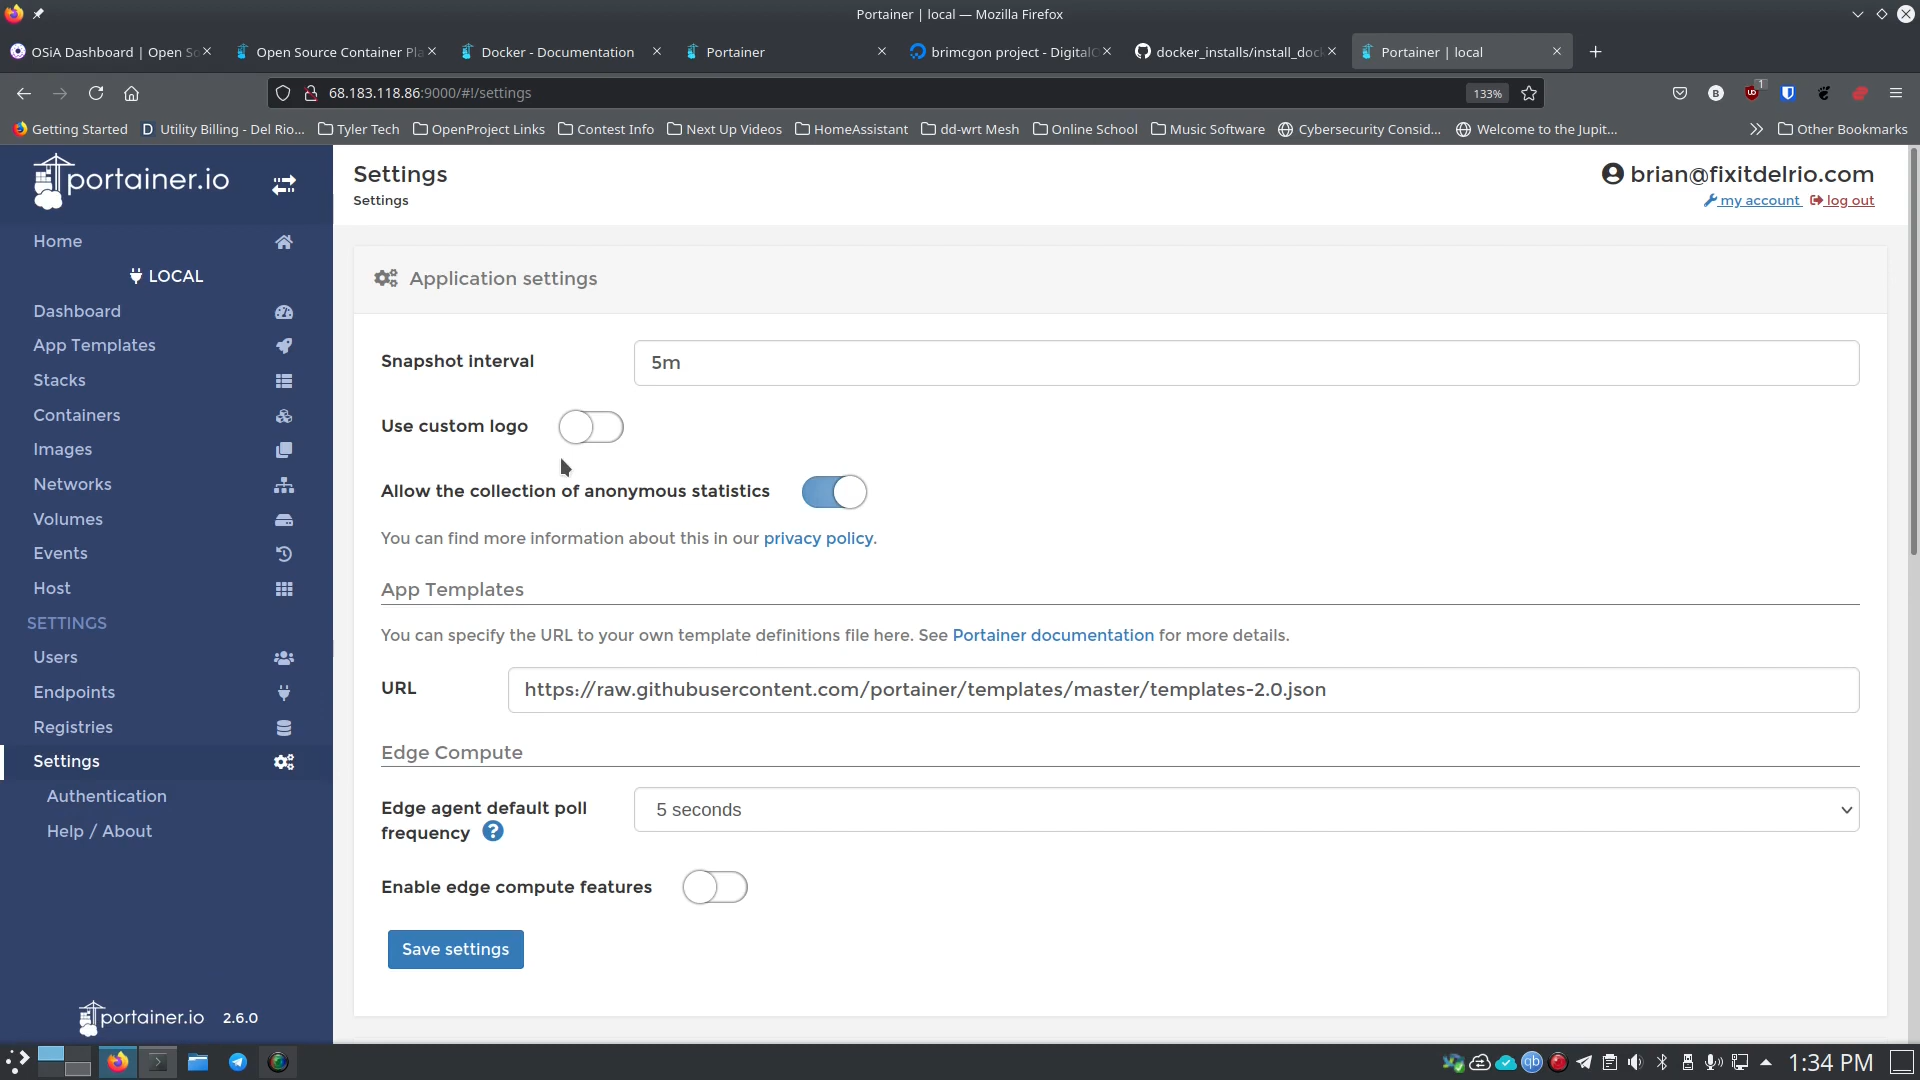 Portainer | local — Mozilla Firefox
OSiA Dashboard | Open So
Open Source Container Pla
Docker - Documentation
Portainer
brimcgon project - DigitalO
docker_installs/install_dock
Portainer | local
68.183.118.86:9000/#!/settings
133%
Getting Started
Utility Billing - Del Rio...
Tyler Tech
OpenProject Links
Contest Info
Next Up Videos
HomeAssistant
dd-wrt Mesh
Online School
Music Software
Cybersecurity Consid...
Welcome to the Jupit...
Other Bookmarks
portainer.io
Home
LOCAL
Dashboard
App Templates
Stacks
Containers
Images
Networks
Volumes
Events
Host
SETTINGS
Users
Endpoints
Registries
Settings
Authentication
Help / About
portainer.io 2.6.0
Settings
Settings
brian@fixitdelrio.com
my account log out
Application settings
Snapshot interval 5m
Use custom logo
Allow the collection of anonymous statistics
You can find more information about this in our privacy policy.
App Templates
You can specify the URL to your own template definitions file here. See Portainer documentation for more details.
URL https://raw.githubusercontent.com/portainer/templates/master/templates-2.0.json
Edge Compute
Edge agent default poll
frequency ?
5 seconds
Enable edge compute features
Save settings
1:34 PM